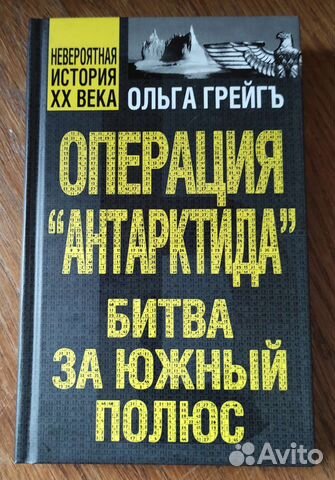 НЕВЕРОЯТНАЯ
ИСТОРИЯ
XX ВЕКА
ОЛЬГА ГРЕЙГЪ
ОПЕРАЦИЯ
“АНТАРКТИДА”
БИТВА
ЗА ЮЖНЫЙ
ПОЛЮС
Avito